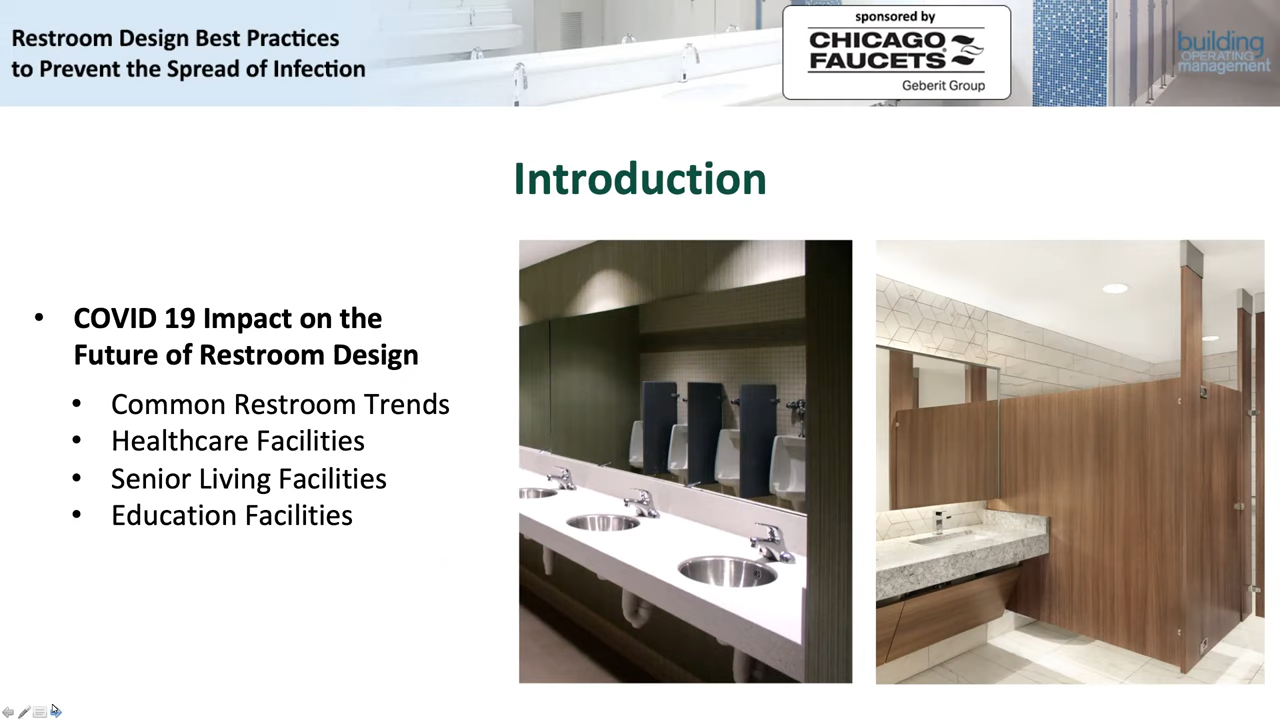 Restroom Design Best Practices
to Prevent the Spread of Infection
sponsored by
CHICAGO
FAUCETS
Geberit Group
building
OPERATING
management
Introduction
• COVID 19 Impact on the
Future of Restroom Design
• Common Restroom Trends
• Healthcare Facilities
• Senior Living Facilities
• Education Facilities